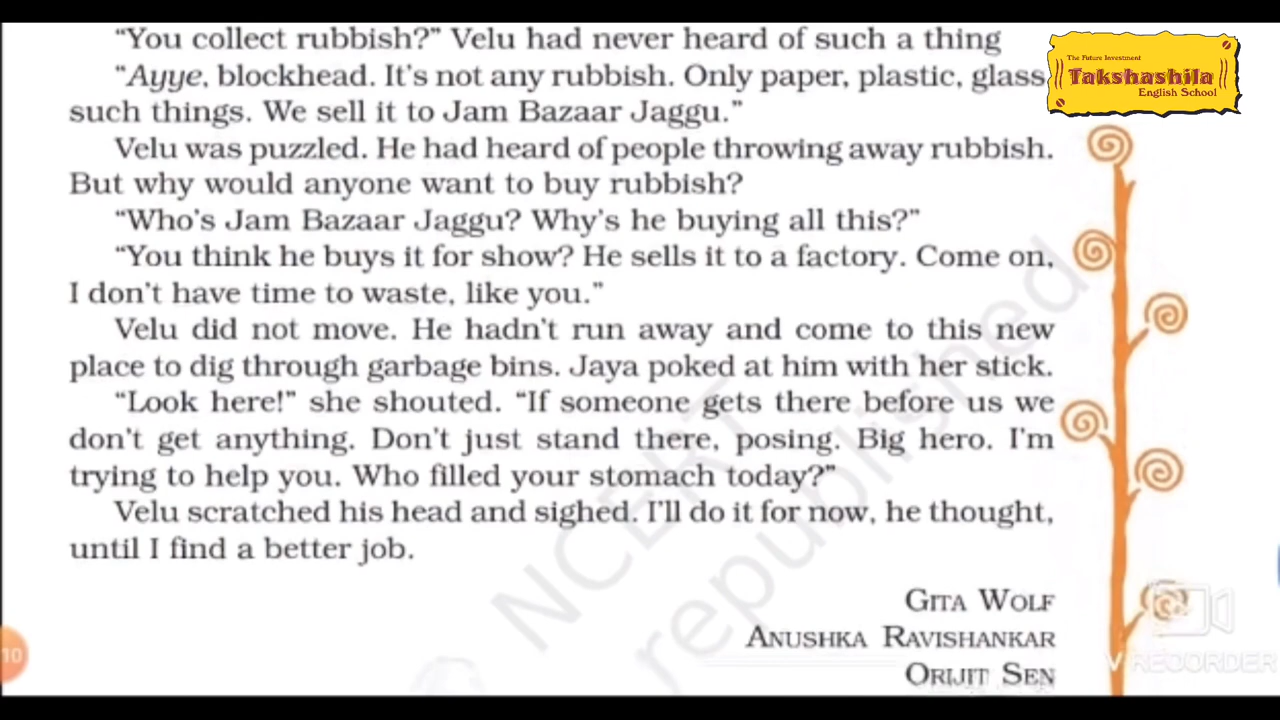 “You collect rubbish?” Velu had never heard of such a thing
“Ayye, blockhead. It’s not any rubbish. Only paper, plastic, glass,
such things. We sell it to Jam Bazaar Jaggu.”
Velu was puzzled. He had heard of people throwing away rubbish.
But why would anyone want to buy rubbish?
“Who’s Jam Bazaar Jaggu? Why’s he buying all this?”
“You think he buys it for show? He sells it to a factory. Come on,
I don’t have time to waste, like you.”
Velu did not move. He hadn’t run away and come to this new
place to dig through garbage bins. Jaya poked at him with her stick.
“Look here!” she shouted. “If someone gets there before us we
don’t get anything. Don’t just stand there, posing. Big hero. I’m
trying to help you. Who filled your stomach today?”
Velu scratched his head and sighed. I’ll do it for now, he thought,
until I find a better job.
GITA WOLF
ANUSHKA RAVISHANKAR
ORIJIT SEN
The Future Investment
Takshashila
English School
NCERT
republished
10
V RECORDER